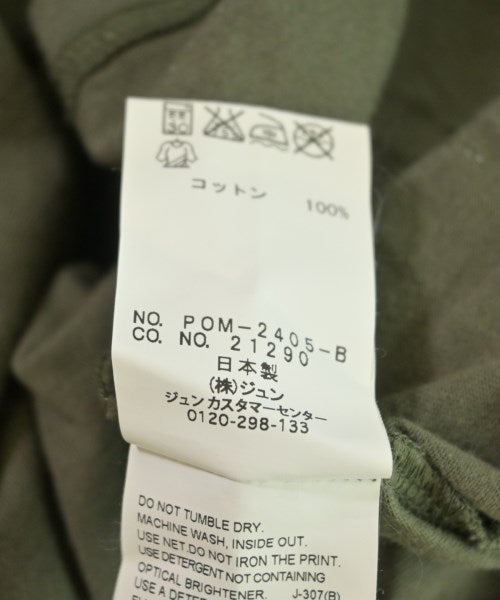 コットン
100%
NO. POM-2405-B
CO. NO. 21290
日本製
(株)ジュン
ジュンカスタマーセンター
0120-298-133
DO NOT TUMBLE DRY.
MACHINE WASH, INSIDE OUT.
USE NET.DO NOT IRON THE PRINT.
USE DETERGENT NOT CONTAINING
OPTICAL BRIGHTENER. J-307(B)
USE A